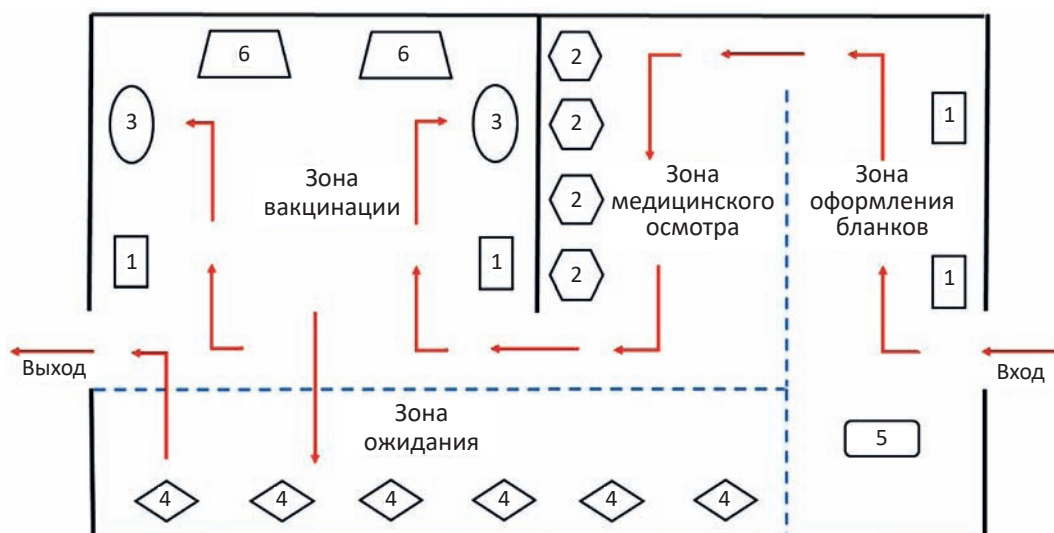 6
6
2
3
3
2
1
Зона
вакцинации
Зона
медицинского
осмотра
Зона
оформления
бланков
2
1
1
2
1
Выход
Вход
Зона
ожидания
5
4
4
4
4
4
4